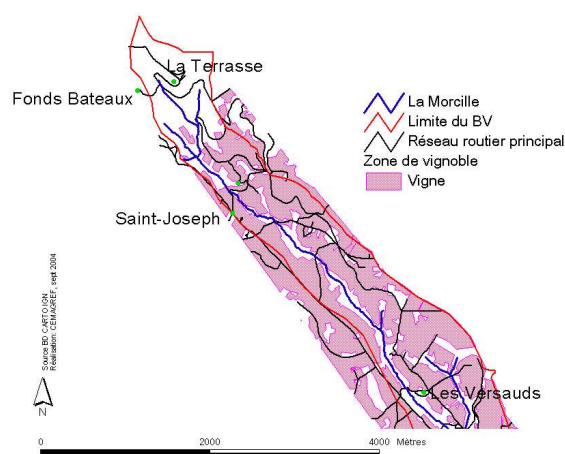 La Terrasse
Fonds Bateaux
La Morcille
Limite du BV
Réseau routier principal
Zone de vignoble
Vigne
Saint-Joseph
Source BD CARTO IGN
Réalisation: CEMAGREF, sept 2004
Les Versauds
N
0 2000 4000 Mètres